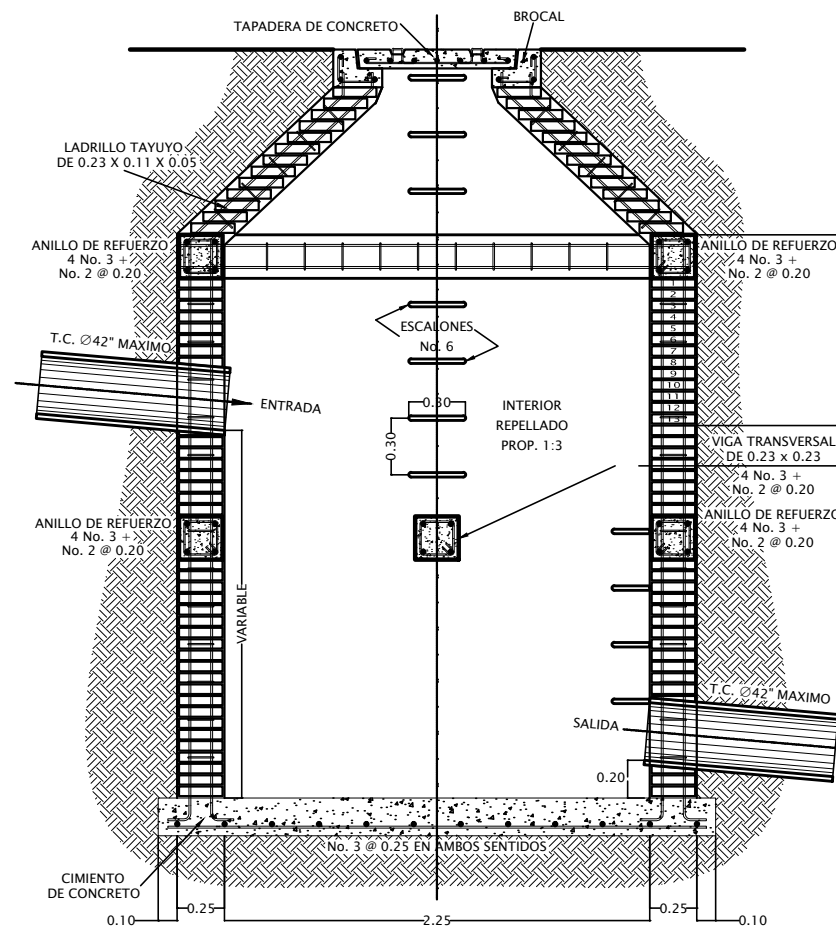 TAPADERA DE CONCRETO
BROCAL
LADRILLO TAYUYO
DE 0.23 X 0.11 X 0.05
ANILLO DE REFUERZO
4 No. 3 +
No. 2 @ 0.20
ANILLO DE REFUERZO
4 No. 3 +
No. 2 @ 0.20
1
2
3
4
5
6
7
8
9
10
11
12
13
T.C. Ø42" MAXIMO
ENTRADA
ESCALONES
No. 6
0.30
0.30
INTERIOR
REPELLADO
PROP. 1:3
VIGA TRANSVERSAL
DE 0.23 x 0.23
4 No. 3 +
No. 2 @ 0.20
ANILLO DE REFUERZO
4 No. 3 +
No. 2 @ 0.20
ANILLO DE REFUERZO
4 No. 3 +
No. 2 @ 0.20
VARIABLE
T.C. Ø42" MAXIMO
SALIDA
0.20
No. 3 @ 0.25 EN AMBOS SENTIDOS
CIMIENTO
DE CONCRETO
0.10
0.25
2.25
0.25
0.10